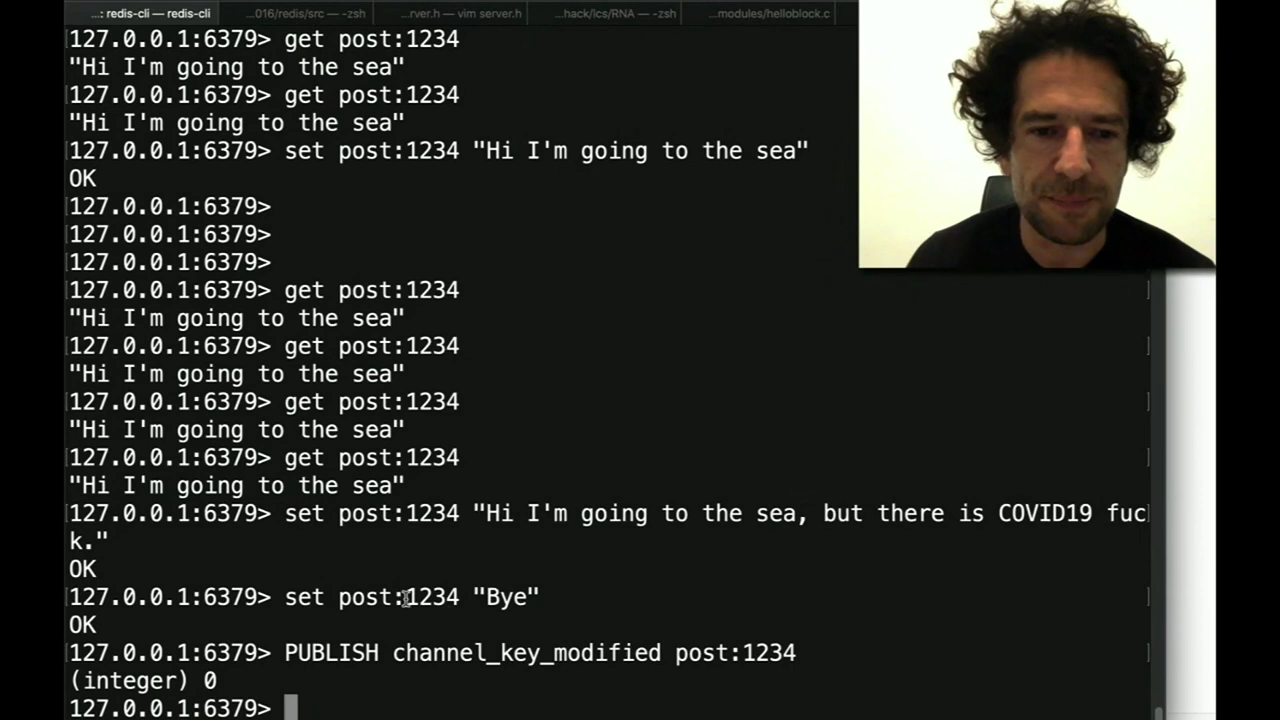 ...: redis-cli — redis-cli
...016/redis/src — -zsh
...rver.h — vim server.h
...hack/ics/RNA — -zsh
...modules/helloblock.c
127.0.0.1:6379> get post:1234
"Hi I'm going to the sea"
127.0.0.1:6379> get post:1234
"Hi I'm going to the sea"
127.0.0.1:6379> set post:1234 "Hi I'm going to the sea"
OK
127.0.0.1:6379>
127.0.0.1:6379>
127.0.0.1:6379>
127.0.0.1:6379> get post:1234
"Hi I'm going to the sea"
127.0.0.1:6379> get post:1234
"Hi I'm going to the sea"
127.0.0.1:6379> get post:1234
"Hi I'm going to the sea"
127.0.0.1:6379> get post:1234
"Hi I'm going to the sea"
127.0.0.1:6379> set post:1234 "Hi I'm going to the sea, but there is COVID19 fuc
k."
OK
127.0.0.1:6379> set post:1234 "Bye"
OK
127.0.0.1:6379> PUBLISH channel_key_modified post:1234
(integer) 0
127.0.0.1:6379>